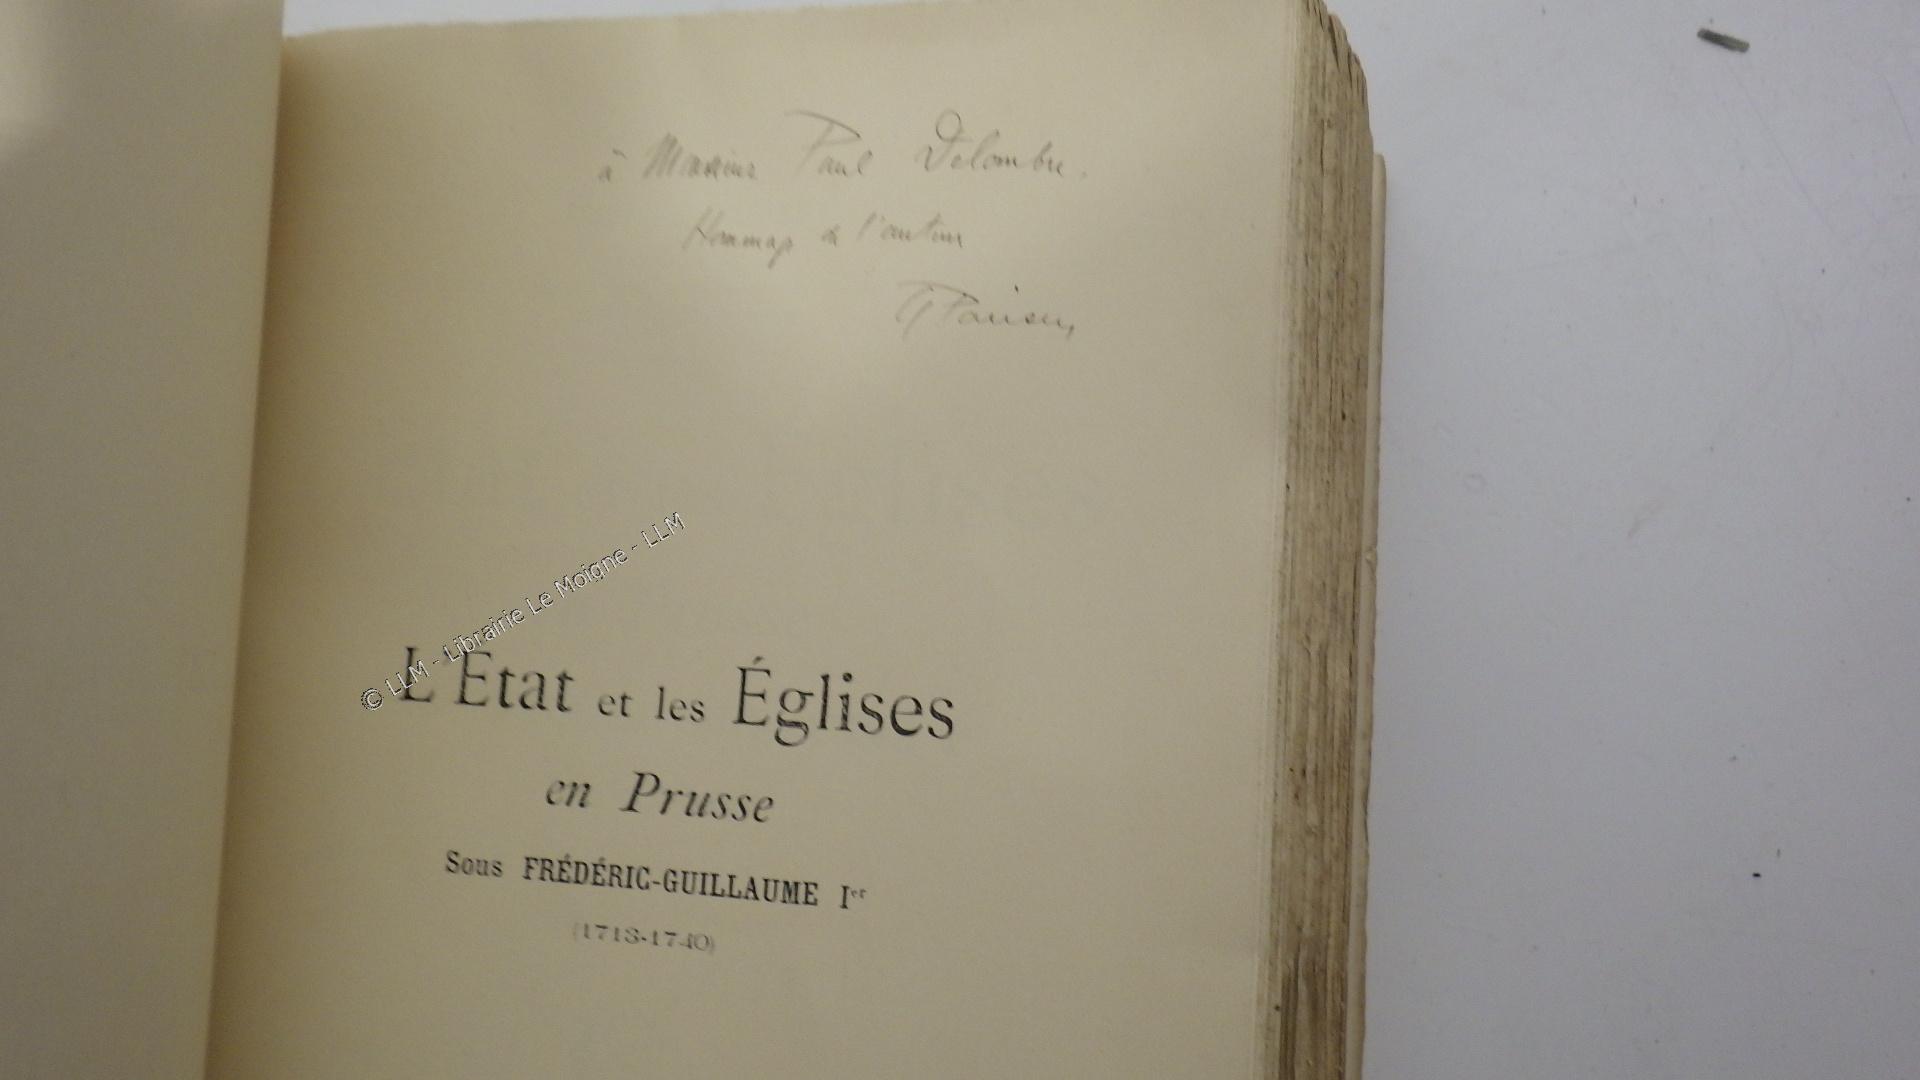 à Monsieur Paul Delombre.
Hommage de l'auteur
G Pariset
© LLM - Librairie Le Moigne - LLM
L'État et les Églises
en Prusse
Sous FRÉDÉRIC-GUILLAUME Ier
(1713-1740)